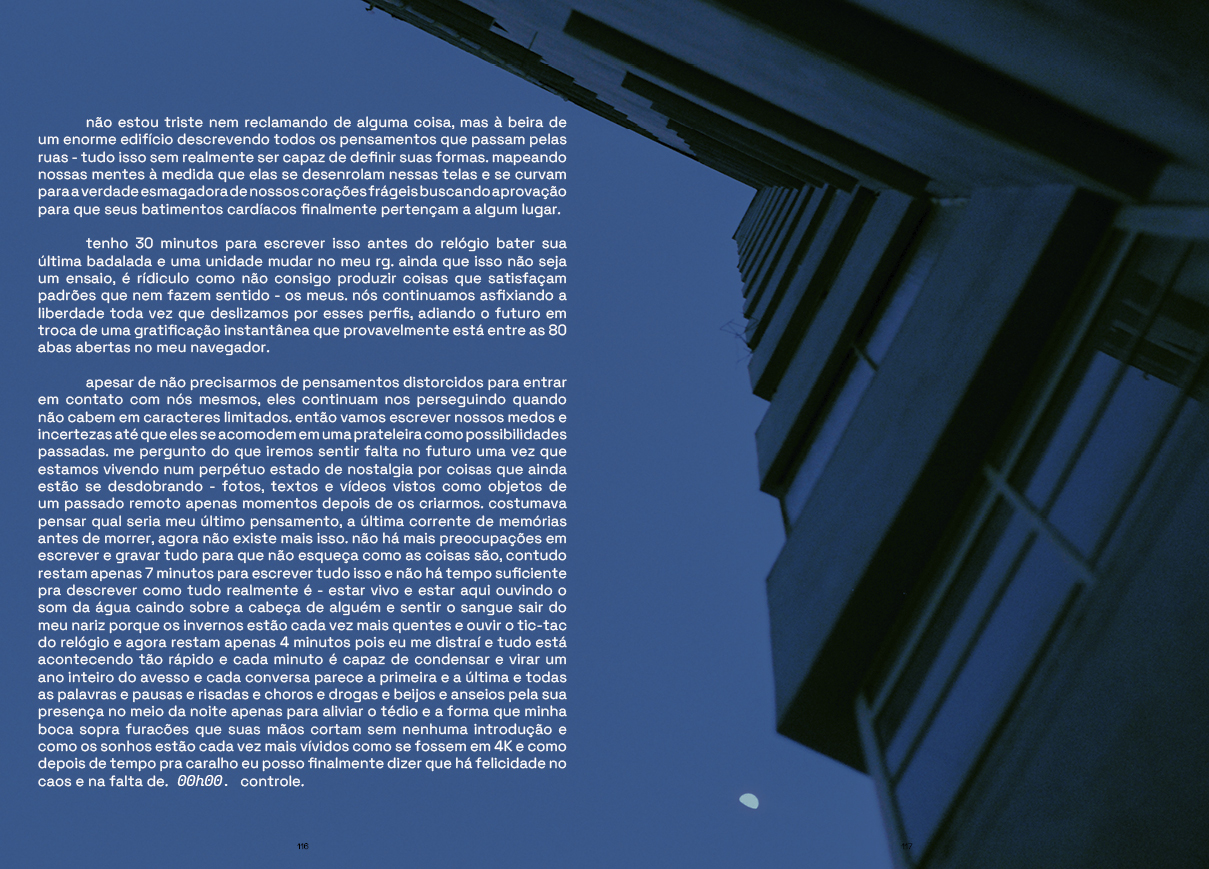 não estou triste nem reclamando de alguma coisa, mas à beira de
um enorme edifício descrevendo todos os pensamentos que passam pelas
ruas - tudo isso sem realmente ser capaz de definir suas formas. mapeando
nossas mentes à medida que elas se desenrolam nessas telas e se curvam
para a verdade esmagadora de nossos corações frágeis buscando aprovação
para que seus batimentos cardíacos finalmente pertençam a algum lugar.
tenho 30 minutos para escrever isso antes do relógio bater sua
última badalada e uma unidade mudar no meu rg. ainda que isso não seja
um ensaio, é rídiculo como não consigo produzir coisas que satisfaçam
padrões que nem fazem sentido - os meus. nós continuamos asfixiando a
liberdade toda vez que deslizamos por esses perfis, adiando o futuro em
troca de uma gratificação instantânea que provavelmente está entre as 80
abas abertas no meu navegador.
apesar de não precisarmos de pensamentos distorcidos para entrar
em contato com nós mesmos, eles continuam nos perseguindo quando
não cabem em caracteres limitados. então vamos escrever nossos medos e
incertezas até que eles se acomodem em uma prateleira como possibilidades
passadas. me pergunto do que iremos sentir falta no futuro uma vez que
estamos vivendo num perpétuo estado de nostalgia por coisas que ainda
estão se desdobrando - fotos, textos e vídeos vistos como objetos de
um passado remoto apenas momentos depois de os criarmos. costumava
pensar qual seria meu último pensamento, a última corrente de memórias
antes de morrer, agora não existe mais isso. não há mais preocupações em
escrever e gravar tudo para que não esqueça como as coisas são, contudo
restam apenas 7 minutos para escrever tudo isso e não há tempo suficiente
pra descrever como tudo realmente é - estar vivo e estar aqui ouvindo o
som da água caindo sobre a cabeça de alguém e sentir o sangue sair do
meu nariz porque os invernos estão cada vez mais quentes e ouvir o tic-tac
do relógio e agora restam apenas 4 minutos pois eu me distraí e tudo está
acontecendo tão rápido e cada minuto é capaz de condensar e virar um
ano inteiro do avesso e cada conversa parece a primeira e a última e todas
as palavras e pausas e risadas e choros e drogas e beijos e anseios pela sua
presença no meio da noite apenas para aliviar o tédio e a forma que minha
boca sopra furacões que suas mãos cortam sem nenhuma introdução e
como os sonhos estão cada vez mais vívidos como se fossem em 4K e como
depois de tempo pra caralho eu posso finalmente dizer que há felicidade no
caos e na falta de. 00h00. controle.
116
117